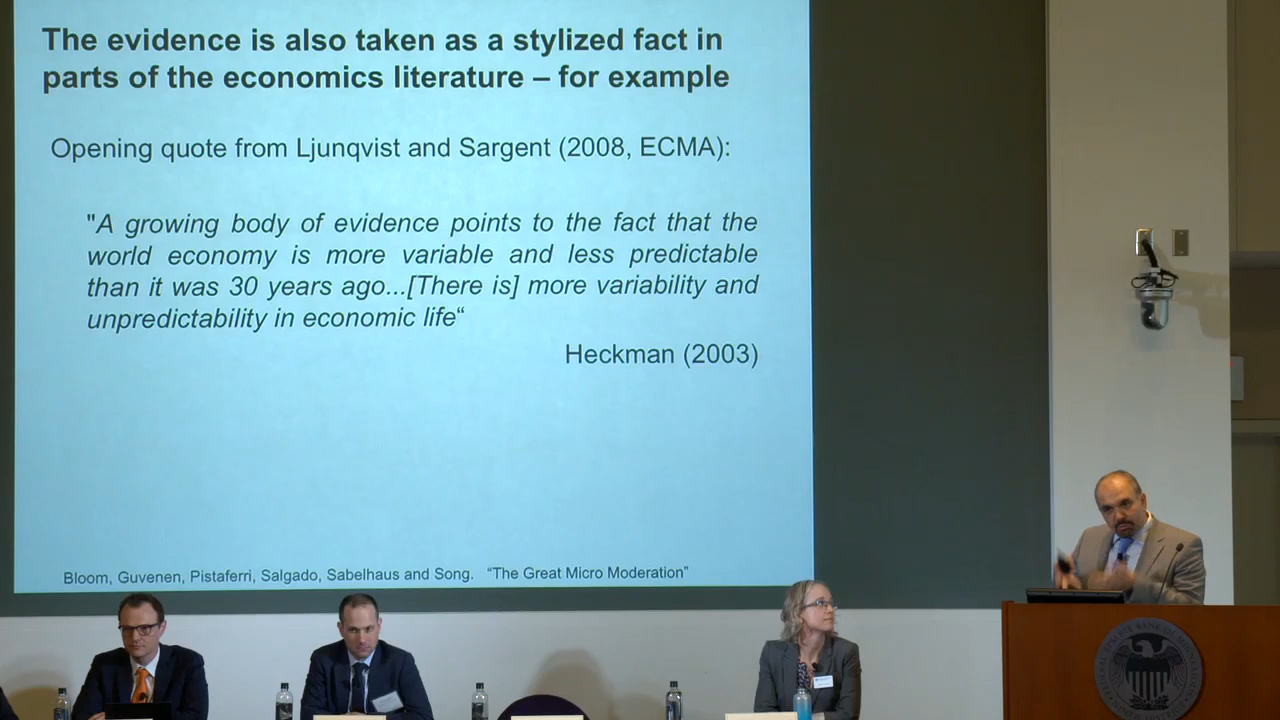 The evidence is also taken as a stylized fact in
parts of the economics literature – for example
Opening quote from Ljunqvist and Sargent (2008, ECMA):
"A growing body of evidence points to the fact that the
world economy is more variable and less predictable
than it was 30 years ago...[There is] more variability and
unpredictability in economic life“
Heckman (2003)
Bloom, Guvenen, Pistaferri, Salgado, Sabelhaus and Song. "The Great Micro Moderation"